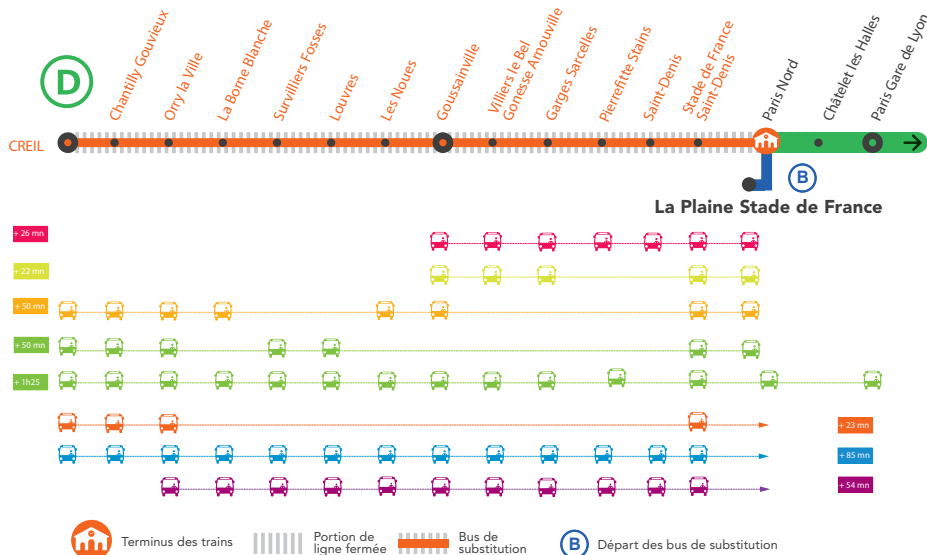 D
CREIL
Chantilly Gouvieux
Orry la Ville
La Borne Blanche
Survilliers Fosses
Louvres
Les Noues
Goussainville
Villiers le Bel
Gonesse Arnouville
Garges Sarcelles
Pierrefitte Stains
Saint-Denis
Stade de France
Saint-Denis
Paris Nord
Châtelet les Halles
Paris Gare de Lyon
B
La Plaine Stade de France
+ 26 mn
+ 22 mn
+ 50 mn
+ 50 mn
+ 1h25
+ 23 mn
+ 85 mn
+ 54 mn
Terminus des trains
Portion de
ligne fermée
Bus de
substitution
B
Départ des bus de substitution